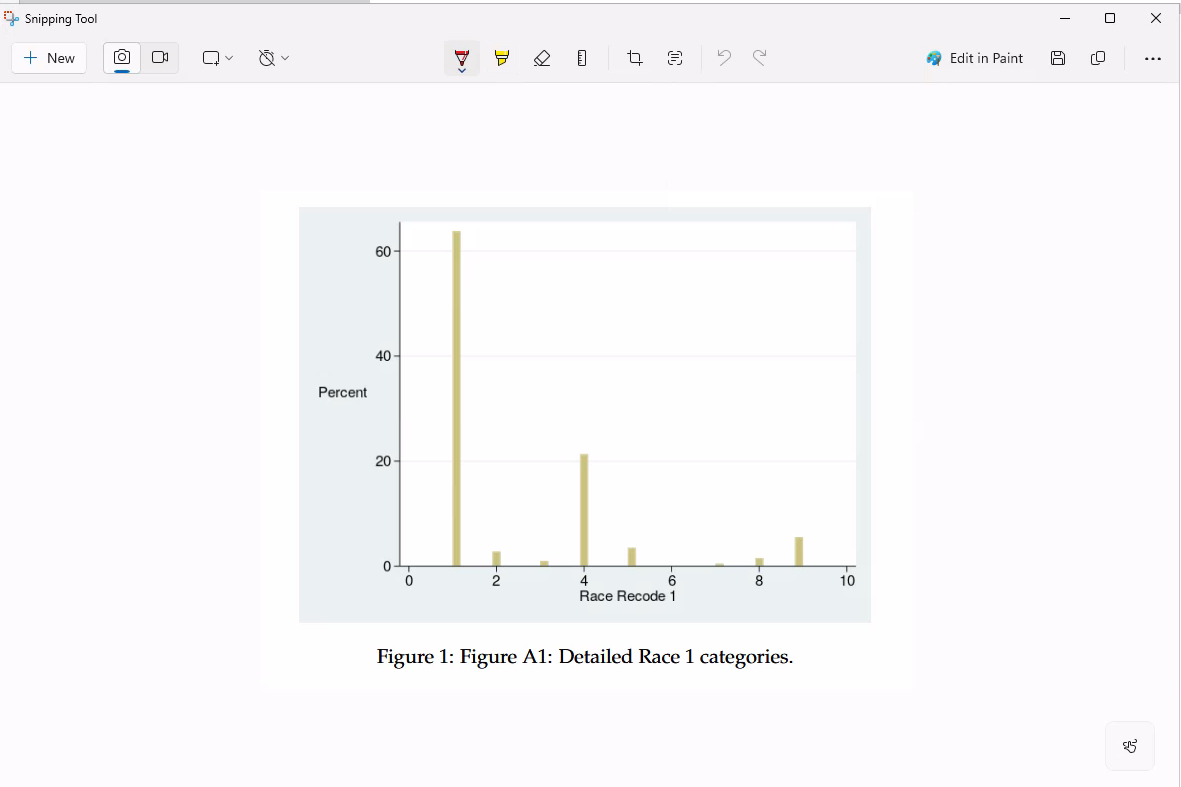 Snipping Tool
New
Edit in Paint
60
40
Percent
20
0
0 2 4 6 8 10
Race Recode 1
Figure 1: Figure A1: Detailed Race 1 categories.